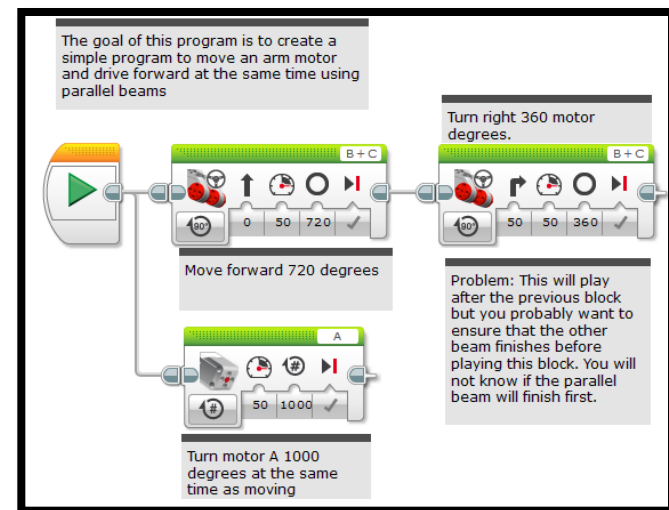 The goal of this program is to create a
simple program to move an arm motor
and drive forward at the same time using
parallel beams
Turn right 360 motor
degrees.
B+C
0 50 720
B+C
50 50 360
Move forward 720 degrees
Problem: This will play
after the previous block
but you probably want to
ensure that the other
beam finishes before
playing this block. You will
not know if the parallel
beam will finish first.
A
#
# 50 1000
Turn motor A 1000
degrees at the same
time as moving